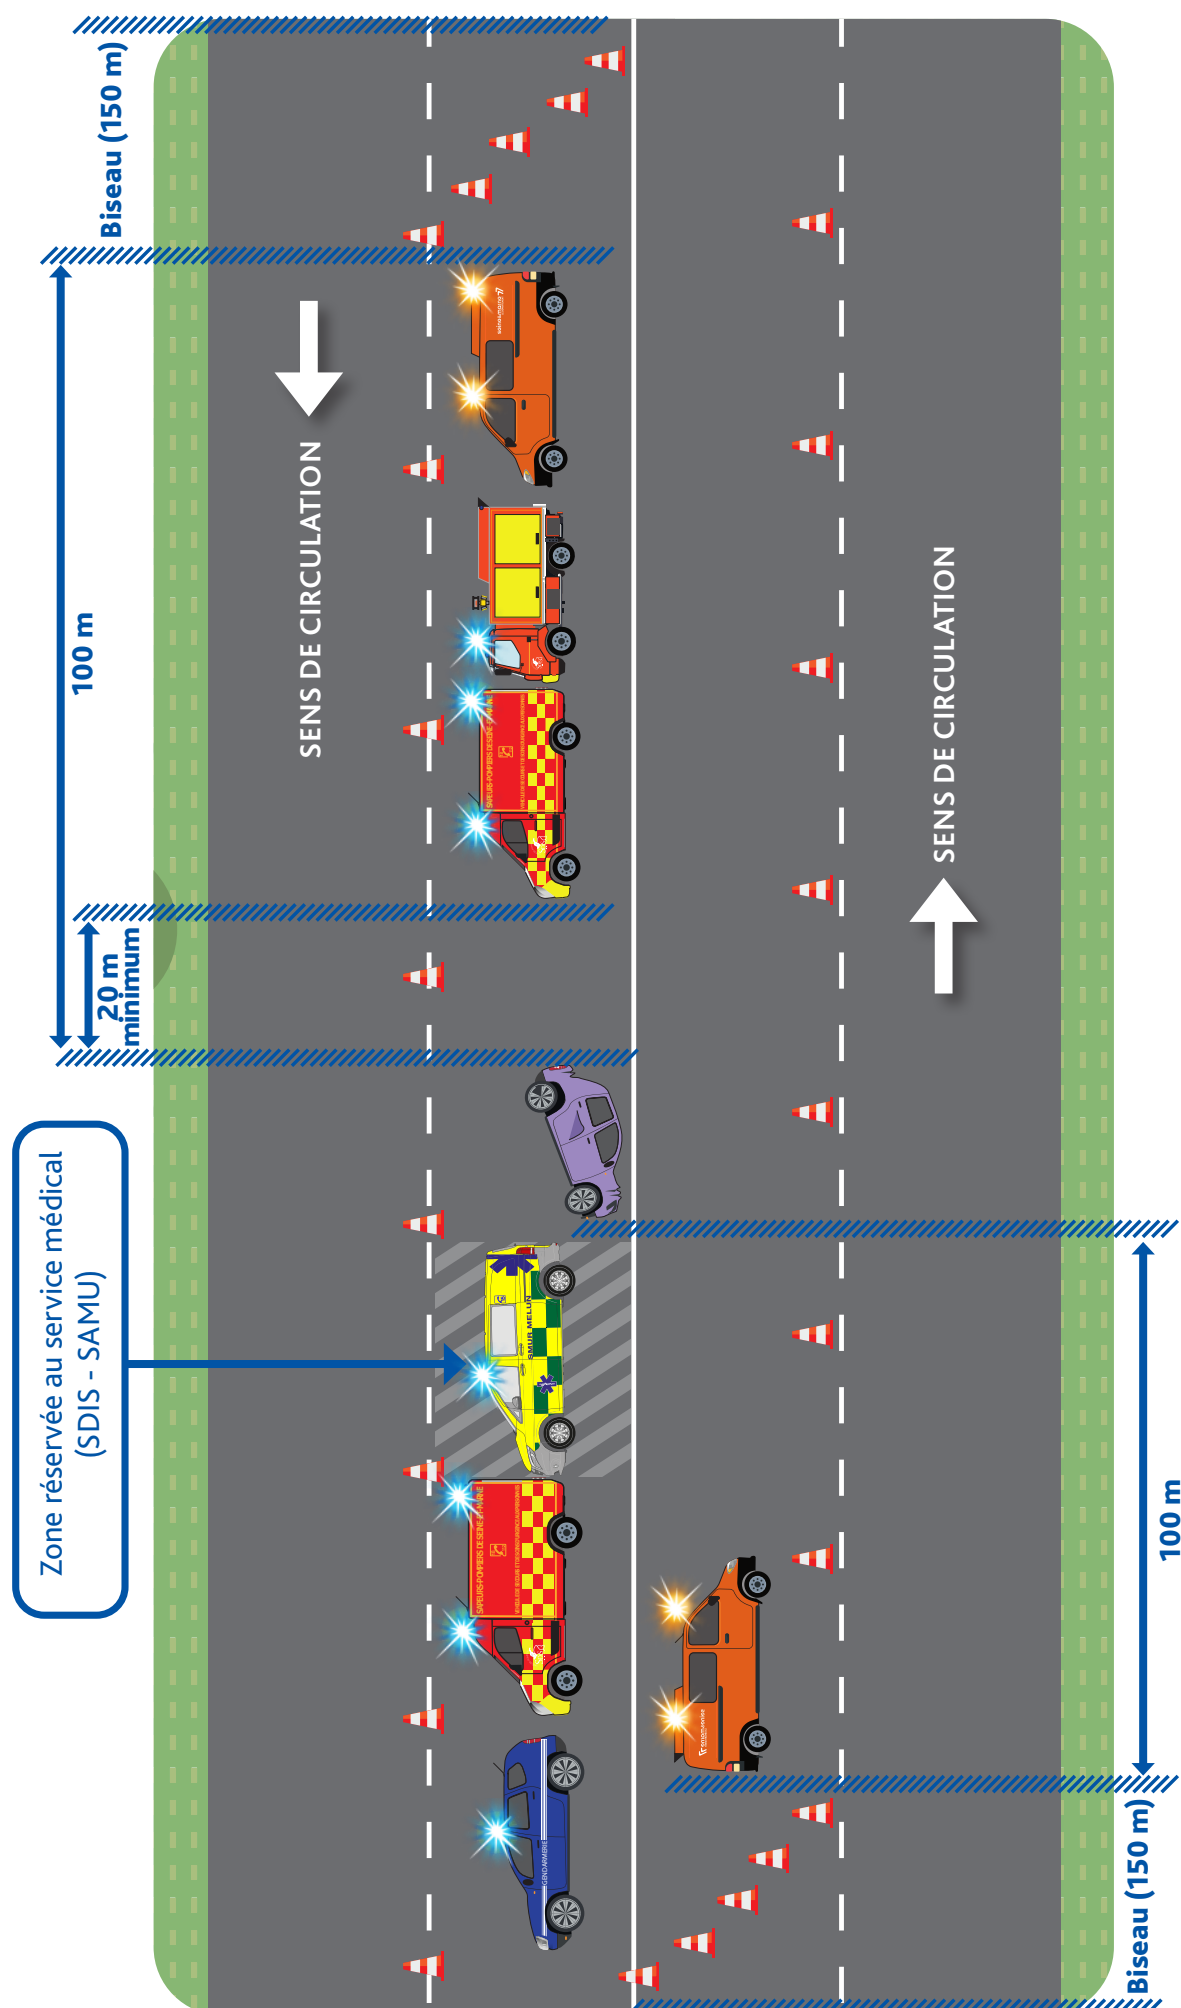 Biseau (150 m)
100 m
20 m
minimum
SENS DE CIRCULATION
SENS DE CIRCULATION
SAPEURS-POMPIERS DE SEINE-ET-MARNE
Zone réservée au service médical
(SDIS - SAMU)
SMUR MELUN
SAPEURS-POMPIERS DE SEINE-ET-MARNE
GENDARMERIE
100 m
Biseau (150 m)